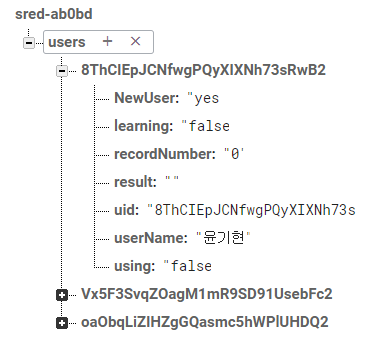 sred-ab0bd
users
8ThCIEpJCNfwgPQyXIXNh73sRwB2
NewUser: "yes
learning: "false
recordNumber: "0'
result: ""
uid: "8ThCIEpJCNfwgPQyXIXNh73s
userName: "윤기현"
using: "false
Vx5F3SvqZOagM1mR9SD91UsebFc2
oaObqLiZIHZgGQasmc5hWPlUHDQ2